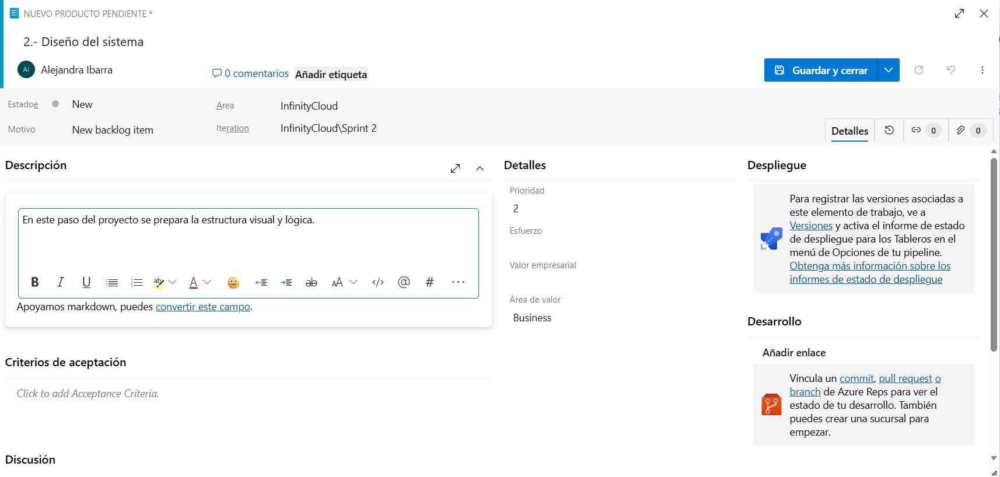 NUEVO PRODUCTO PENDIENTE *
2.- Diseño del sistema
AI
Alejandra Ibarra
0 comentarios
Añadir etiqueta
Guardar y cerrar
Estadoe
New
Area
InfinityCloud
Motivo
New backlog item
Iteration
InfinityCloud\Sprint 2
Detalles
0
0
Descripción
En este paso del proyecto se prepara la estructura visual y lógica.
B I U ab A ab AA </> @ # ...
Apoyamos markdown, puedes convertir este campo.
Criterios de aceptación
Click to add Acceptance Criteria.
Discusión
Detalles
Prioridad
2
Esfuerzo
Valor empresarial
Área de valor
Business
Despliegue
Para registrar las versiones asociadas a
este elemento de trabajo, ve a
Versiones y activa el informe de estado
de despliegue para los Tableros en el
menú de Opciones de tu pipeline.
Obtenga más información sobre los
informes de estado de despliegue
Desarrollo
Añadir enlace
Vincula un commit, pull request o
branch de Azure Reps para ver el
estado de tu desarrollo. También
puedes crear una sucursal para
empezar.